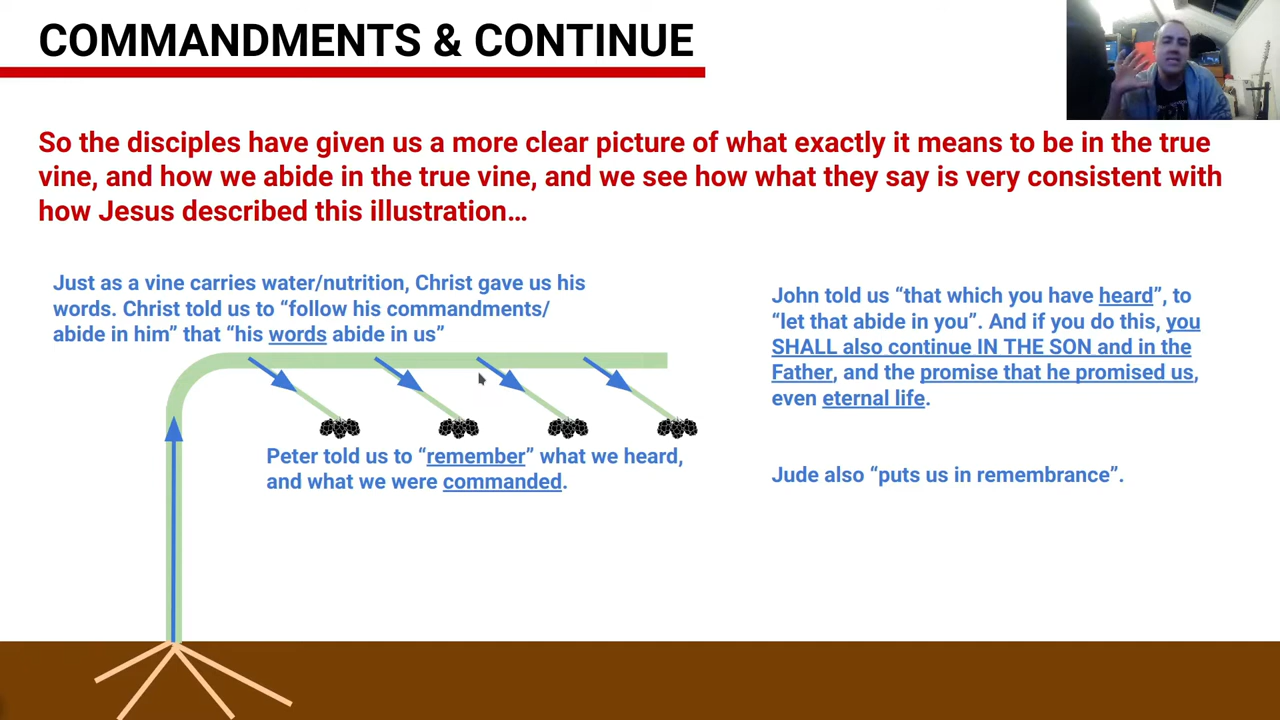 COMMANDMENTS & CONTINUE
So the disciples have given us a more clear picture of what exactly it means to be in the true
vine, and how we abide in the true vine, and we see how what they say is very consistent with
how Jesus described this illustration…
Just as a vine carries water/nutrition, Christ gave us his
words. Christ told us to “follow his commandments/
abide in him” that “his words abide in us”
Peter told us to “remember” what we heard,
and what we were commanded.
John told us “that which you have heard”, to
“let that abide in you”. And if you do this, you
SHALL also continue IN THE SON and in the
Father, and the promise that he promised us,
even eternal life.
Jude also “puts us in remembrance”.